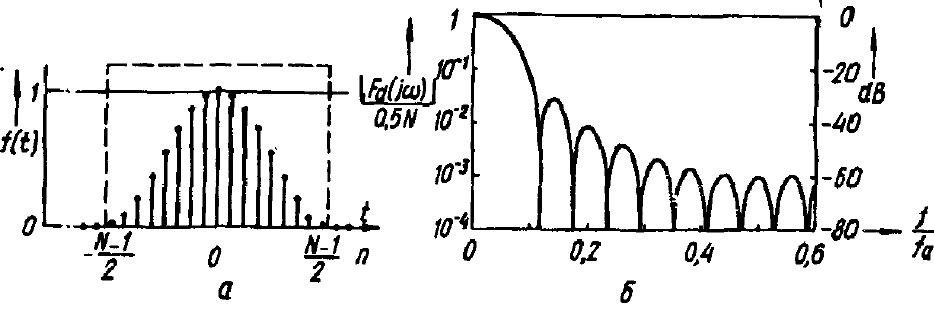 1
f(t)
0
-N-1/2
0
N-1/2
t
n
а
|Fa(jω)|
0,5N
1
10⁻¹
10⁻²
10⁻³
10⁻⁴
0
0,2
0,4
0,6
0
-20
dB
-40
-60
-80
f
fa
б